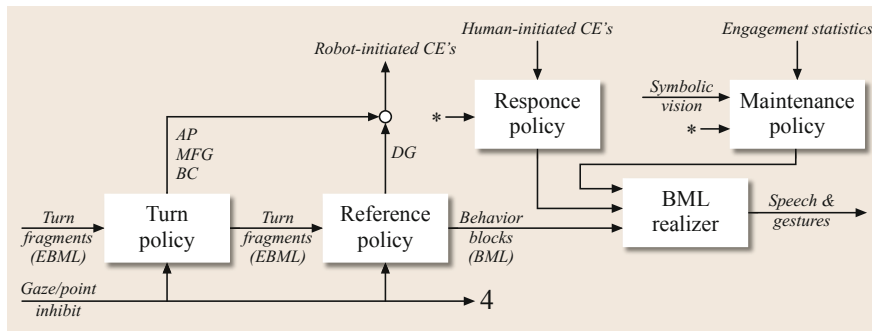 Human-initiated CE's
Engagement statistics
Robot-initiated CE's
Symbolic
vision
*
Responce
policy
*
Maintenance
policy
AP
MFG
BC
DG
Turn
fragments
(EBML)
Turn
policy
Turn
fragments
(EBML)
Reference
policy
Behavior
blocks
(BML)
BML
realizer
Speech &
gestures
Gaze/point
inhibit
4